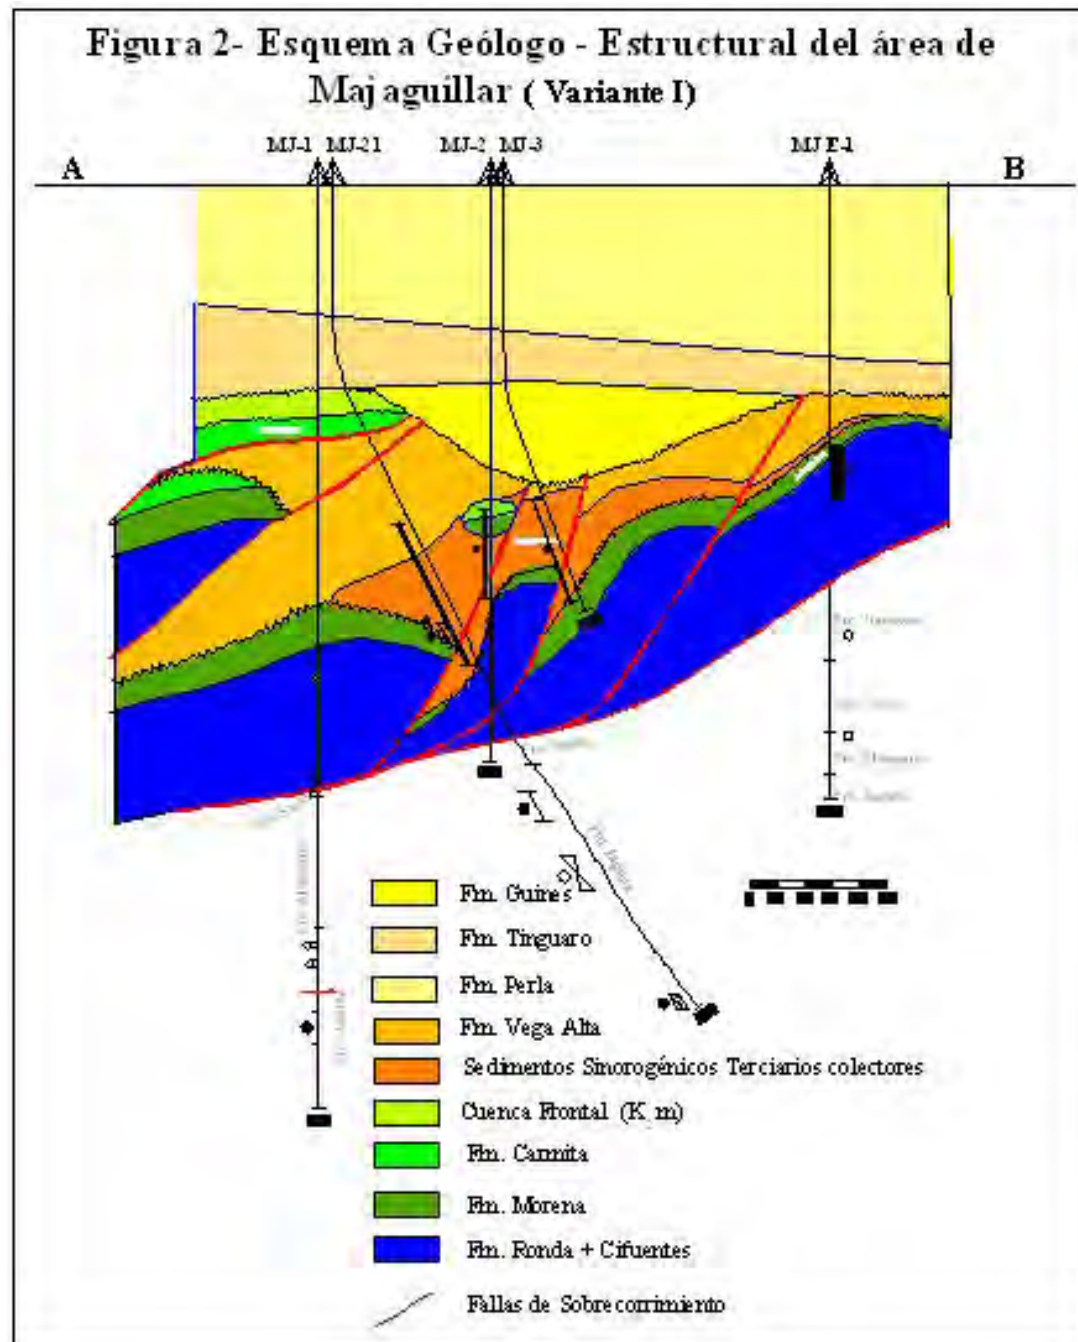 Figura 2- Esquema Geólogo - Estructural del área de
Majaguillar ( Variante I)
MJ-1 MJ-21 MJ-2 MJ-3 MJ E-1
A B
Fm. Jaguita
Fm. Guines
Fm. Tinguaro
Fm. Perla
Fm. Vega Alta
Sedimentos Sinorogénicos Terciarios colectores
Cuenca Frontal (K m)
Fm. Carmita
Fm. Morena
Fm. Ronda + Cifuentes
Fallas de Sobrecorrimiento